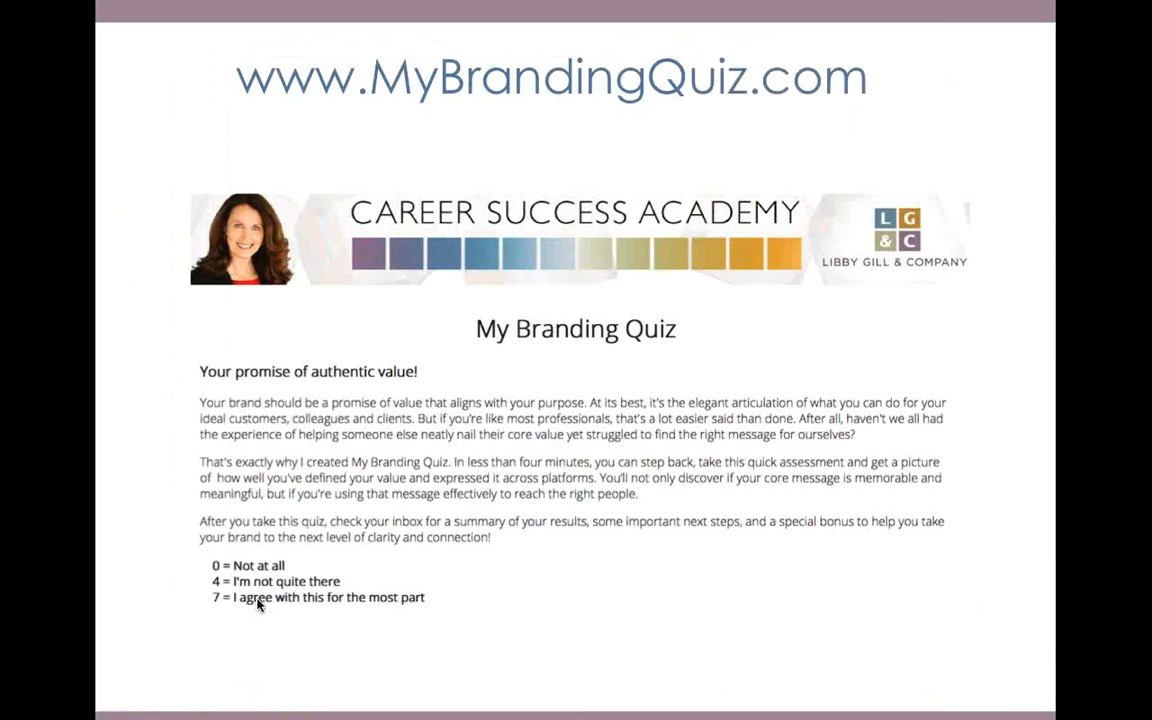 www.MyBrandingQuiz.com
CAREER SUCCESS ACADEMY
L G
& C
LIBBY GILL & COMPANY
My Branding Quiz
Your promise of authentic value!
Your brand should be a promise of value that aligns with your purpose. At its best, it's the elegant articulation of what you can do for your
ideal customers, colleagues and clients. But if you're like most professionals, that's a lot easier said than done. After all, haven't we all had
the experience of helping someone else neatly nail their core value yet struggled to find the right message for ourselves?
That's exactly why I created My Branding Quiz. In less than four minutes, you can step back, take this quick assessment and get a picture
of how well you've defined your value and expressed it across platforms. You'll not only discover if your core message is memorable and
meaningful, but if you're using that message effectively to reach the right people.
After you take this quiz, check your inbox for a summary of your results, some important next steps, and a special bonus to help you take
your brand to the next level of clarity and connection!
0 = Not at all
4 = I'm not quite there
7 = I agree with this for the most part